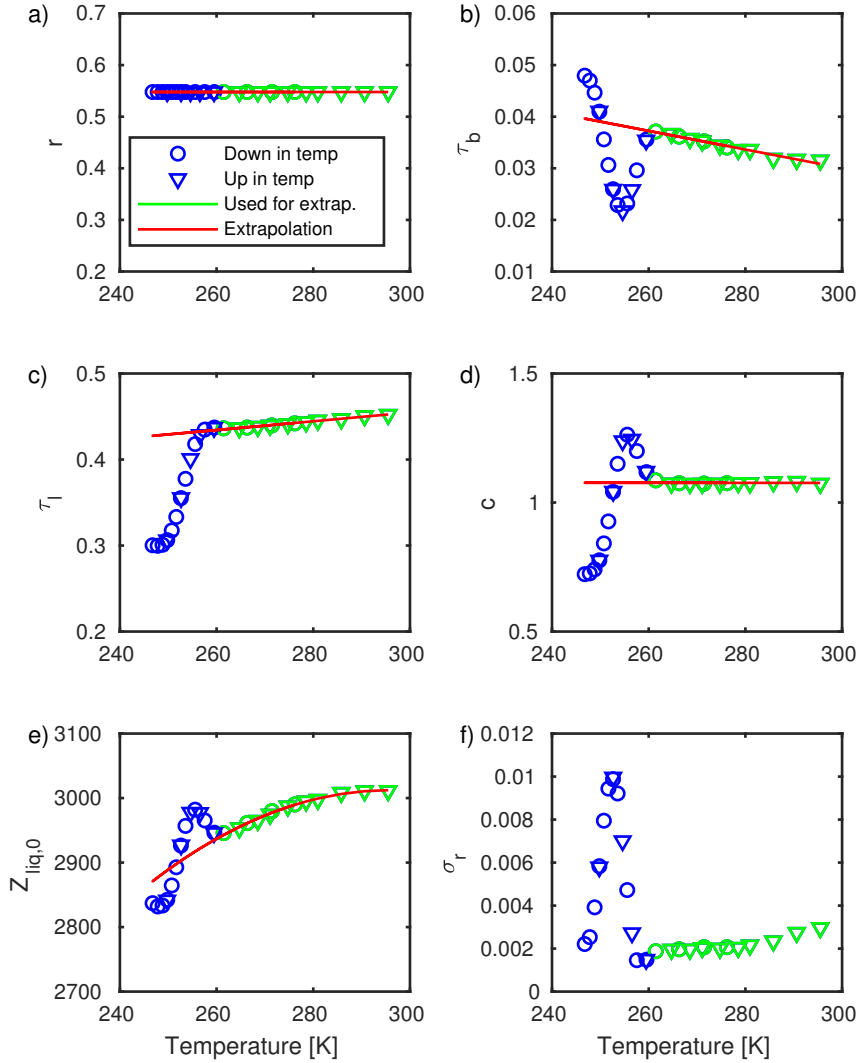 a)
0.7
0.6
0.5
0.4
0.3
0.2
r
Down in temp
Up in temp
Used for extrap.
Extrapolation
240 260 280 300
b)
0.06
0.05
0.04
0.03
0.02
0.01
τb
240 260 280 300
c)
0.5
0.4
0.3
0.2
τl
240 260 280 300
d)
1.5
1
0.5
c
240 260 280 300
e)
3100
3000
2900
2800
2700
Zliq,0
240 260 280 300
Temperature [K]
f)
0.012
0.01
0.008
0.006
0.004
0.002
0
σr
240 260 280 300
Temperature [K]